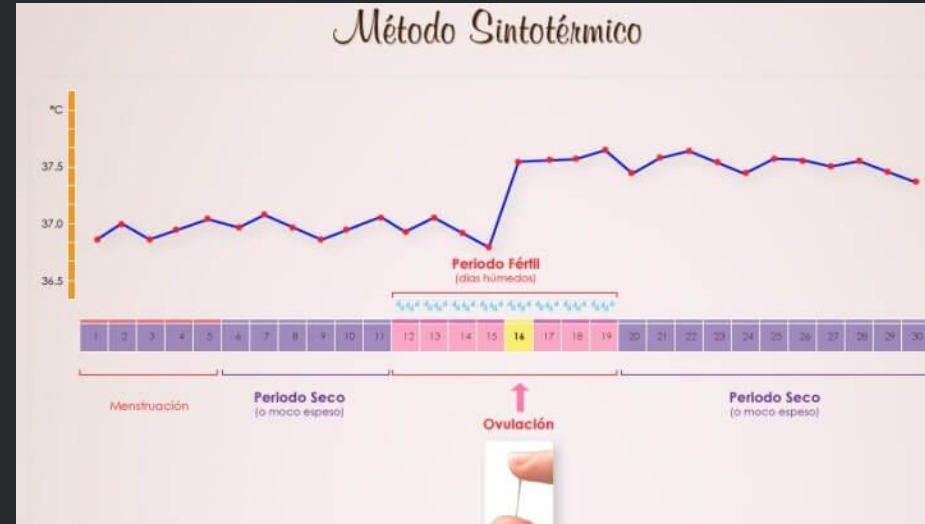 Método Sintotérmico
°C
37.5
37.0
36.5
Periodo Fértil
(días húmedos)
1 2 3 4 5 6 7 8 9 10 11 12 13 14 15 16 17 18 19 20 21 22 23 24 25 26 27 28 29 30
Menstruación
Periodo Seco
(o moco espeso)
Ovulación
Periodo Seco
(o moco espeso)